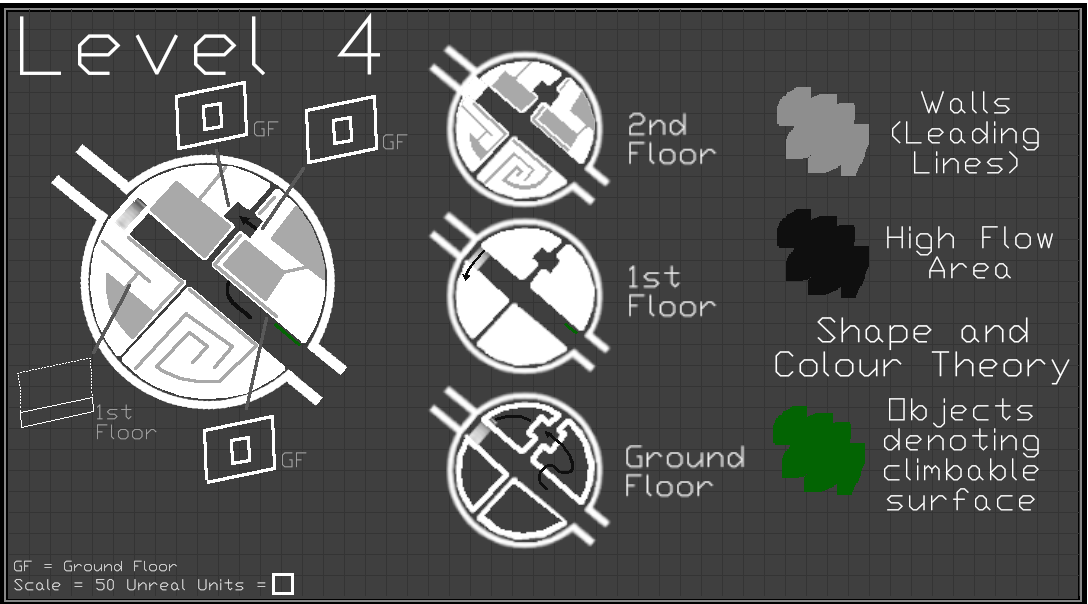 Level 4
GF
GF
1st
Floor
GF
2nd
Floor
1st
Floor
Ground
Floor
Walls
(Leading
Lines)
High Flow
Area
Shape and
Colour Theory
Objects
denoting
climbable
surface
GF = Ground Floor
Scale = 50 Unreal Units =